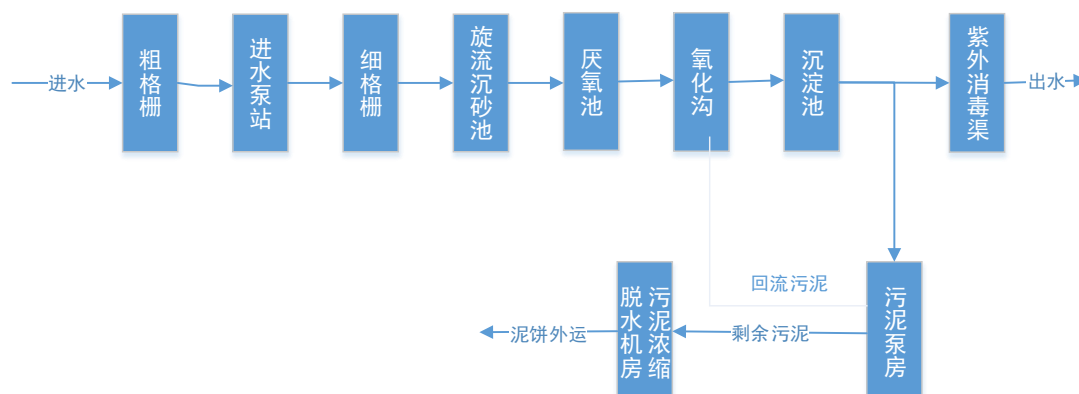 进水
粗格栅
进水泵站
细格栅
旋流沉砂池
厌氧池
氧化沟
沉淀池
紫外消毒渠
出水
回流污泥
泥饼外运
污泥浓缩
脱水机房
剩余污泥
污泥泵房